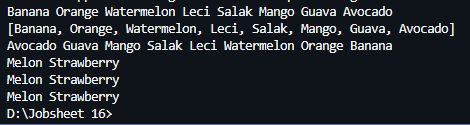 Banana Orange Watermelon Leci Salak Mango Guava Avocado
[Banana, Orange, Watermelon, Leci, Salak, Mango, Guava, Avocado]
Avocado Guava Mango Salak Leci Watermelon Orange Banana
Melon Strawberry
Melon Strawberry
Melon Strawberry
D:\Jobsheet 16>